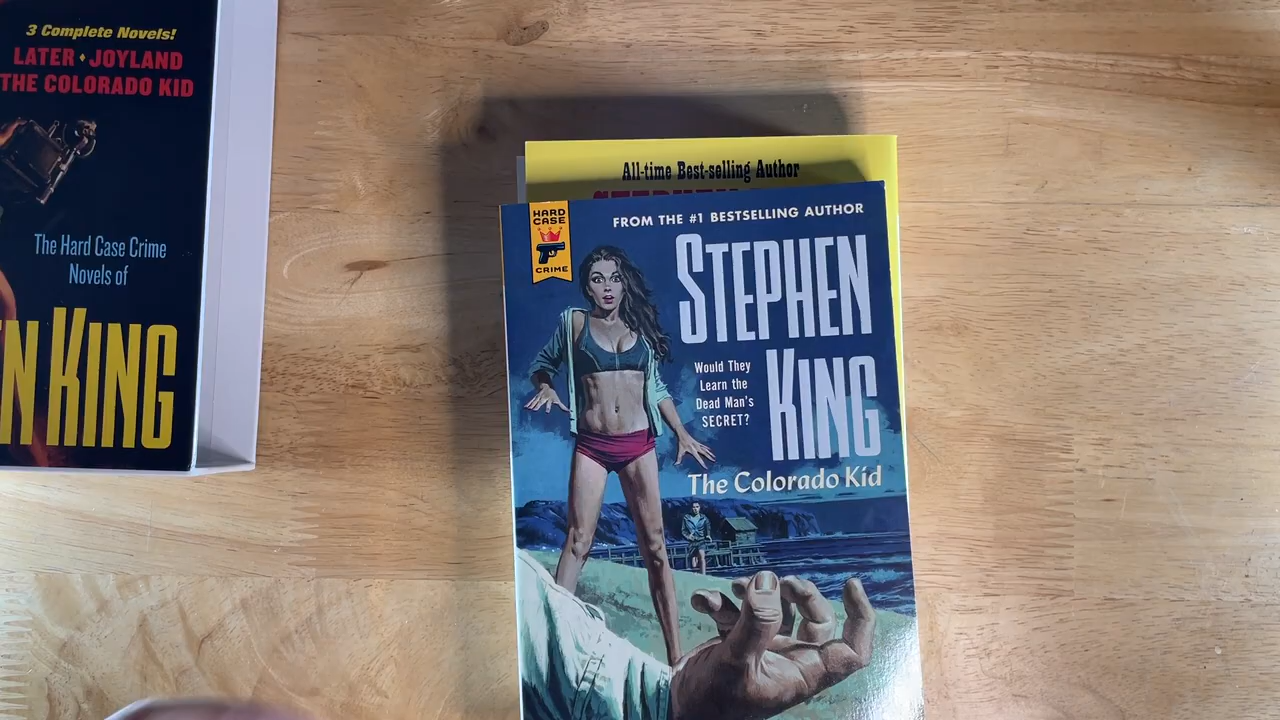 3 Complete Novels!
LATER • JOYLAND
THE COLORADO KID
The Hard Case Crime
Novels of
N KING
All-time Best-selling Author
STEPHEN
HARD
CASE
CRIME
FROM THE #1 BESTSELLING AUTHOR
STEPHEN
KING
Would They
Learn the
Dead Man's
SECRET?
The Colorado Kid